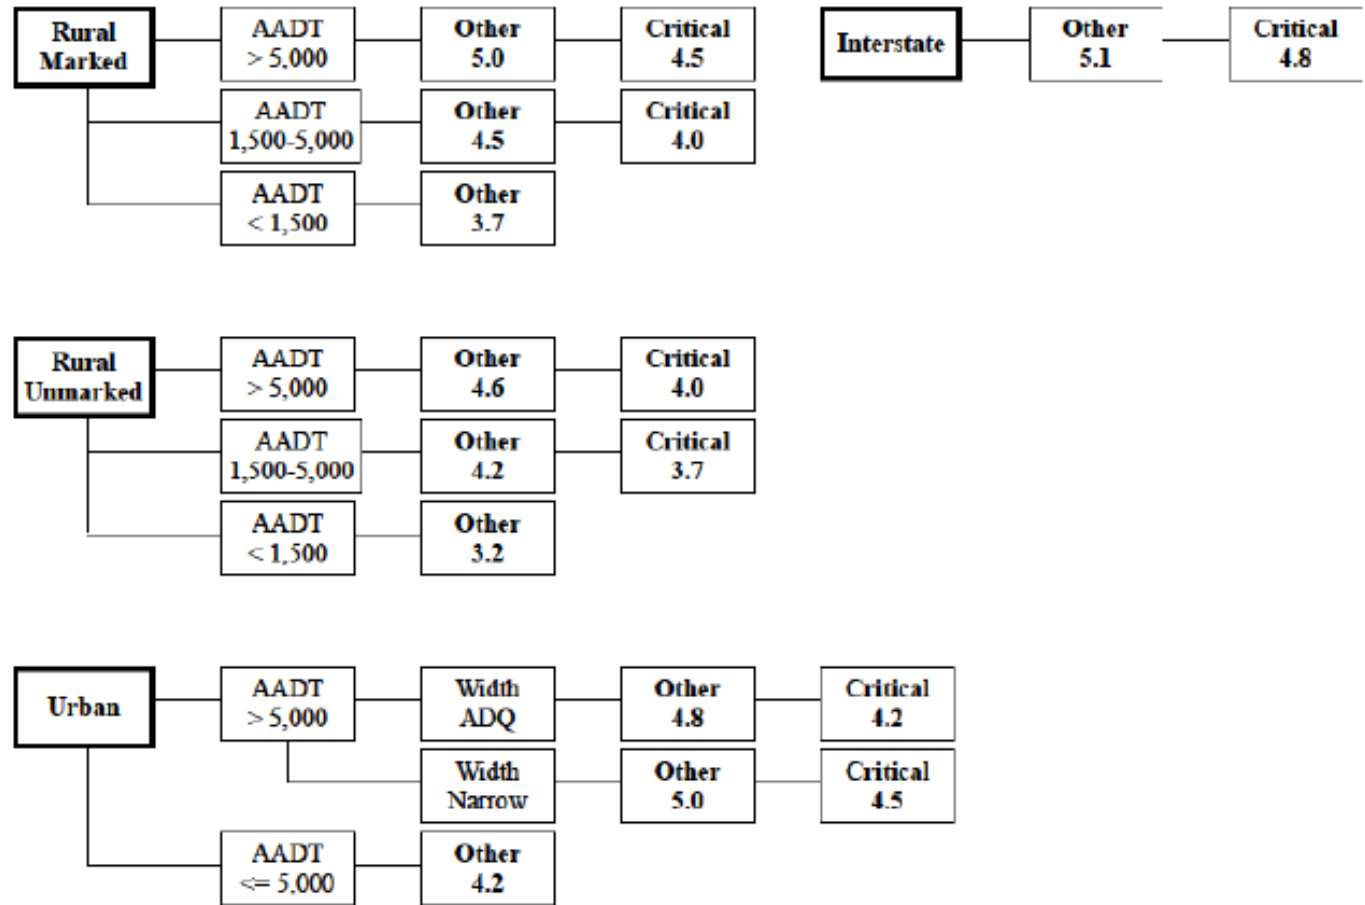 Rural
Marked
AADT
> 5,000
Other
5.0
Critical
4.5
Interstate
Other
5.1
Critical
4.8
AADT
1,500-5,000
Other
4.5
Critical
4.0
AADT
< 1,500
Other
3.7
Rural
Unmarked
AADT
> 5,000
Other
4.6
Critical
4.0
AADT
1,500-5,000
Other
4.2
Critical
3.7
AADT
< 1,500
Other
3.2
Urban
AADT
> 5,000
Width
ADQ
Other
4.8
Critical
4.2
Width
Narrow
Other
5.0
Critical
4.5
AADT
<= 5,000
Other
4.2